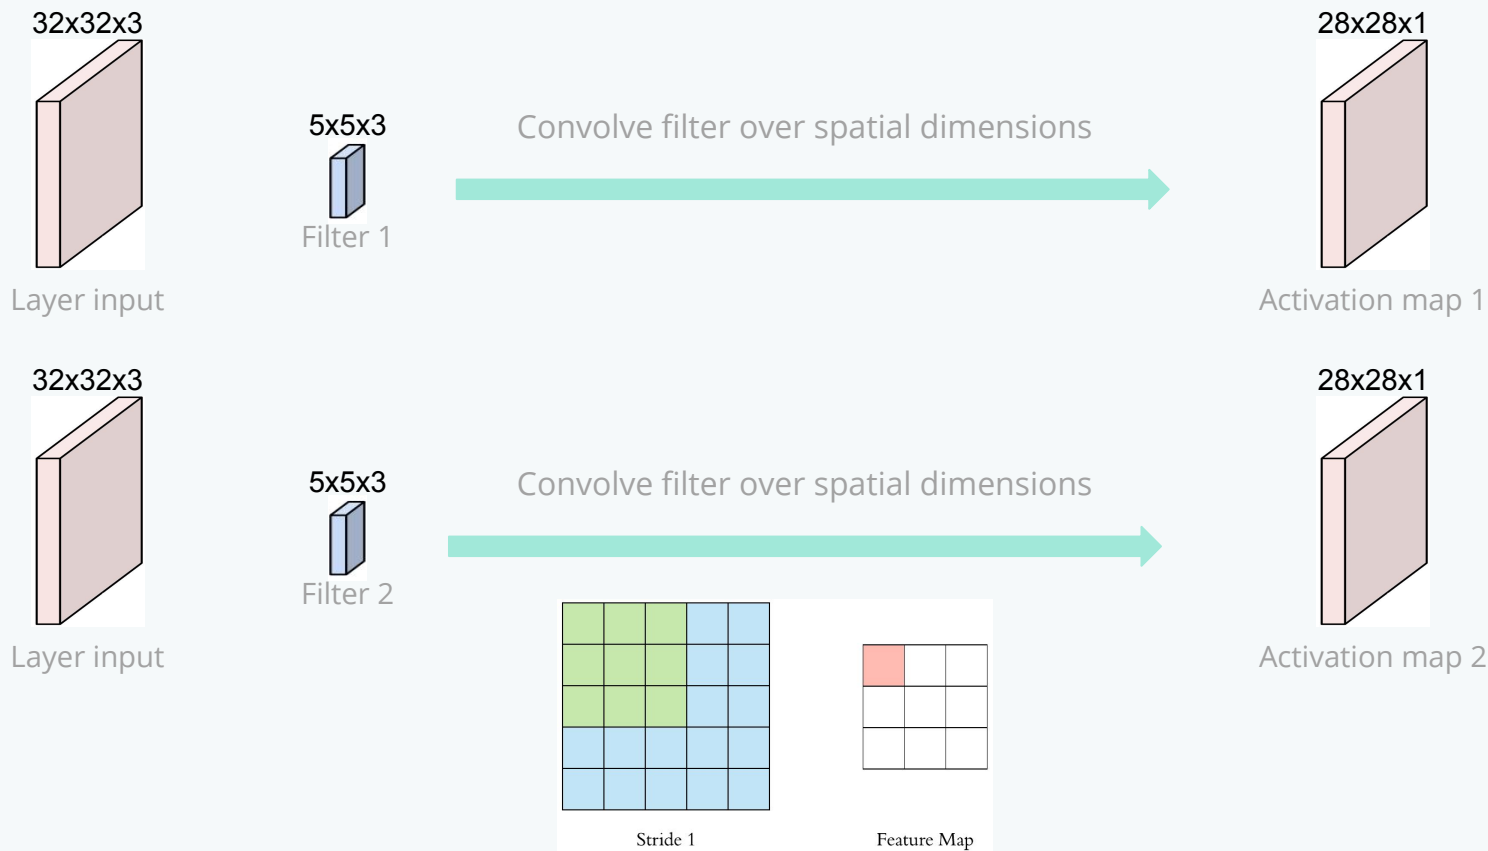 32x32x3
28x28x1
5x5x3
Convolve filter over spatial dimensions
Filter 1
Layer input
Activation map 1
32x32x3
28x28x1
5x5x3
Convolve filter over spatial dimensions
Filter 2
Layer input
Activation map 2
Stride 1
Feature Map